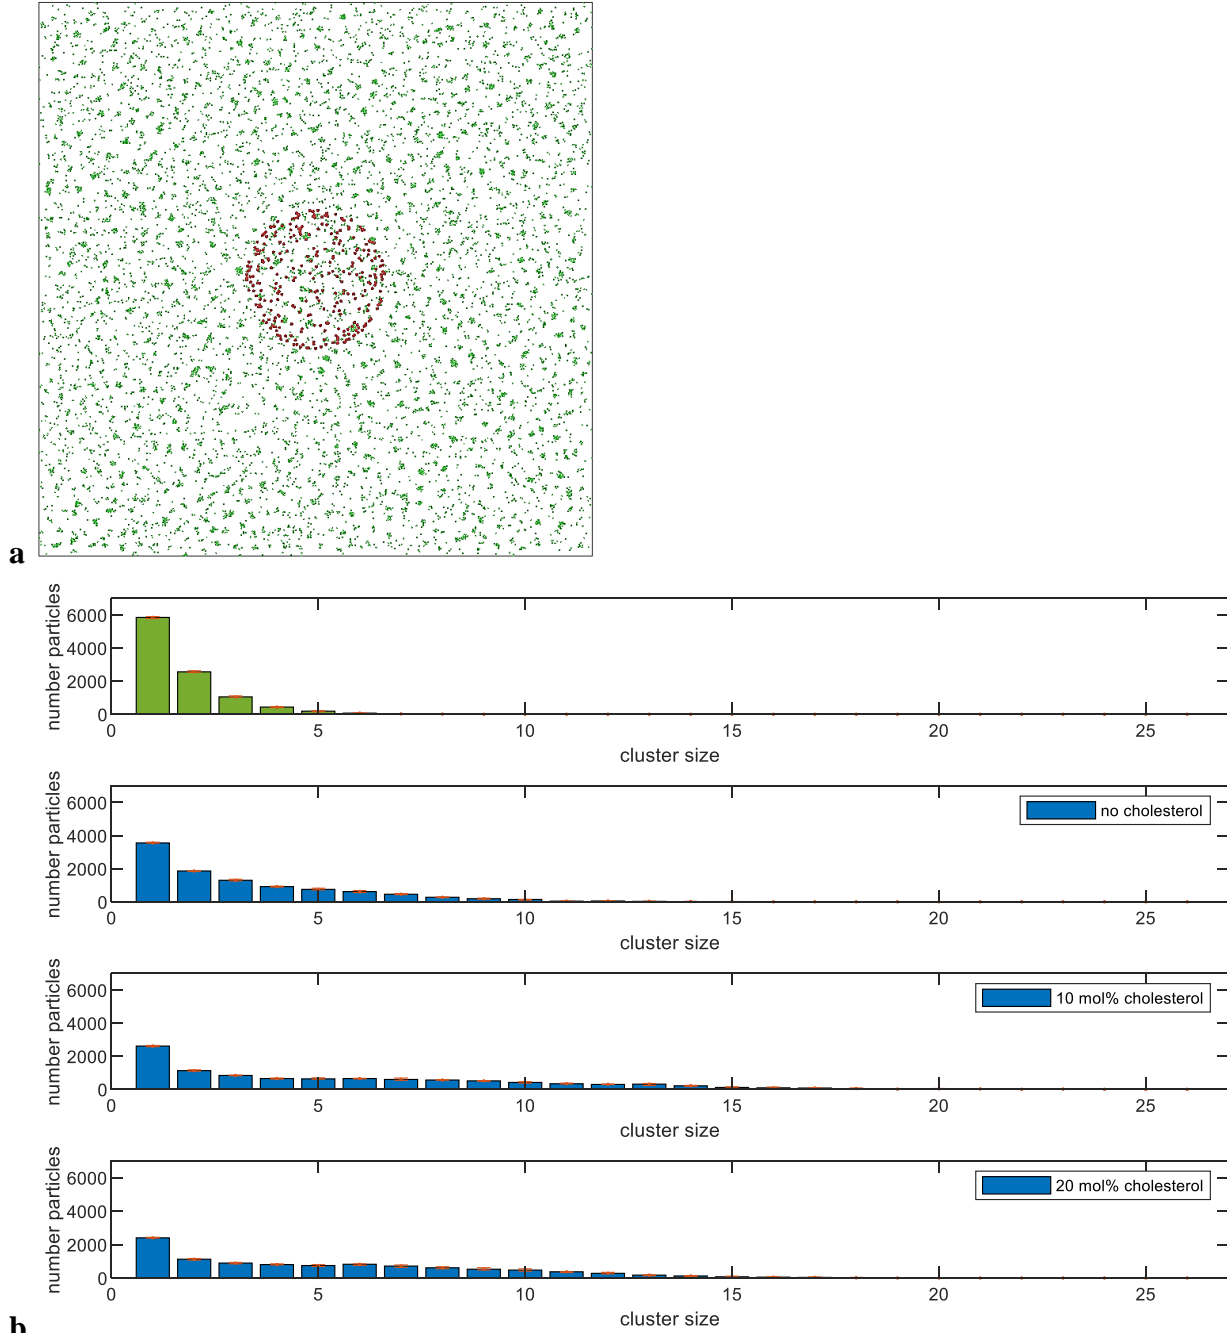 a
number particles
6000
4000
2000
0
0 5 10 15 20 25
cluster size
number particles
6000
4000
2000
0
no cholesterol
0 5 10 15 20 25
cluster size
number particles
6000
4000
2000
0
10 mol% cholesterol
0 5 10 15 20 25
cluster size
number particles
6000
4000
2000
0
20 mol% cholesterol
0 5 10 15 20 25
cluster size
b